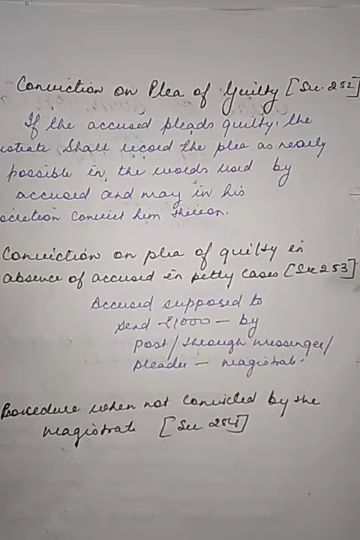 Conviction on Plea of Guilty [Sec 252]
If the accused pleads guilty, the
shall record the plea as nearly
possible in, the words used by
accused and may in his
convict him thereon.
Conviction on plea of guilty in
absence of accused in petty cases [Sec 253]
Accused supposed to
send ₹1000 - by
post/through messenger/
pleader - magistrate
Procedure when not convicted by the
magistrate [Sec 254]